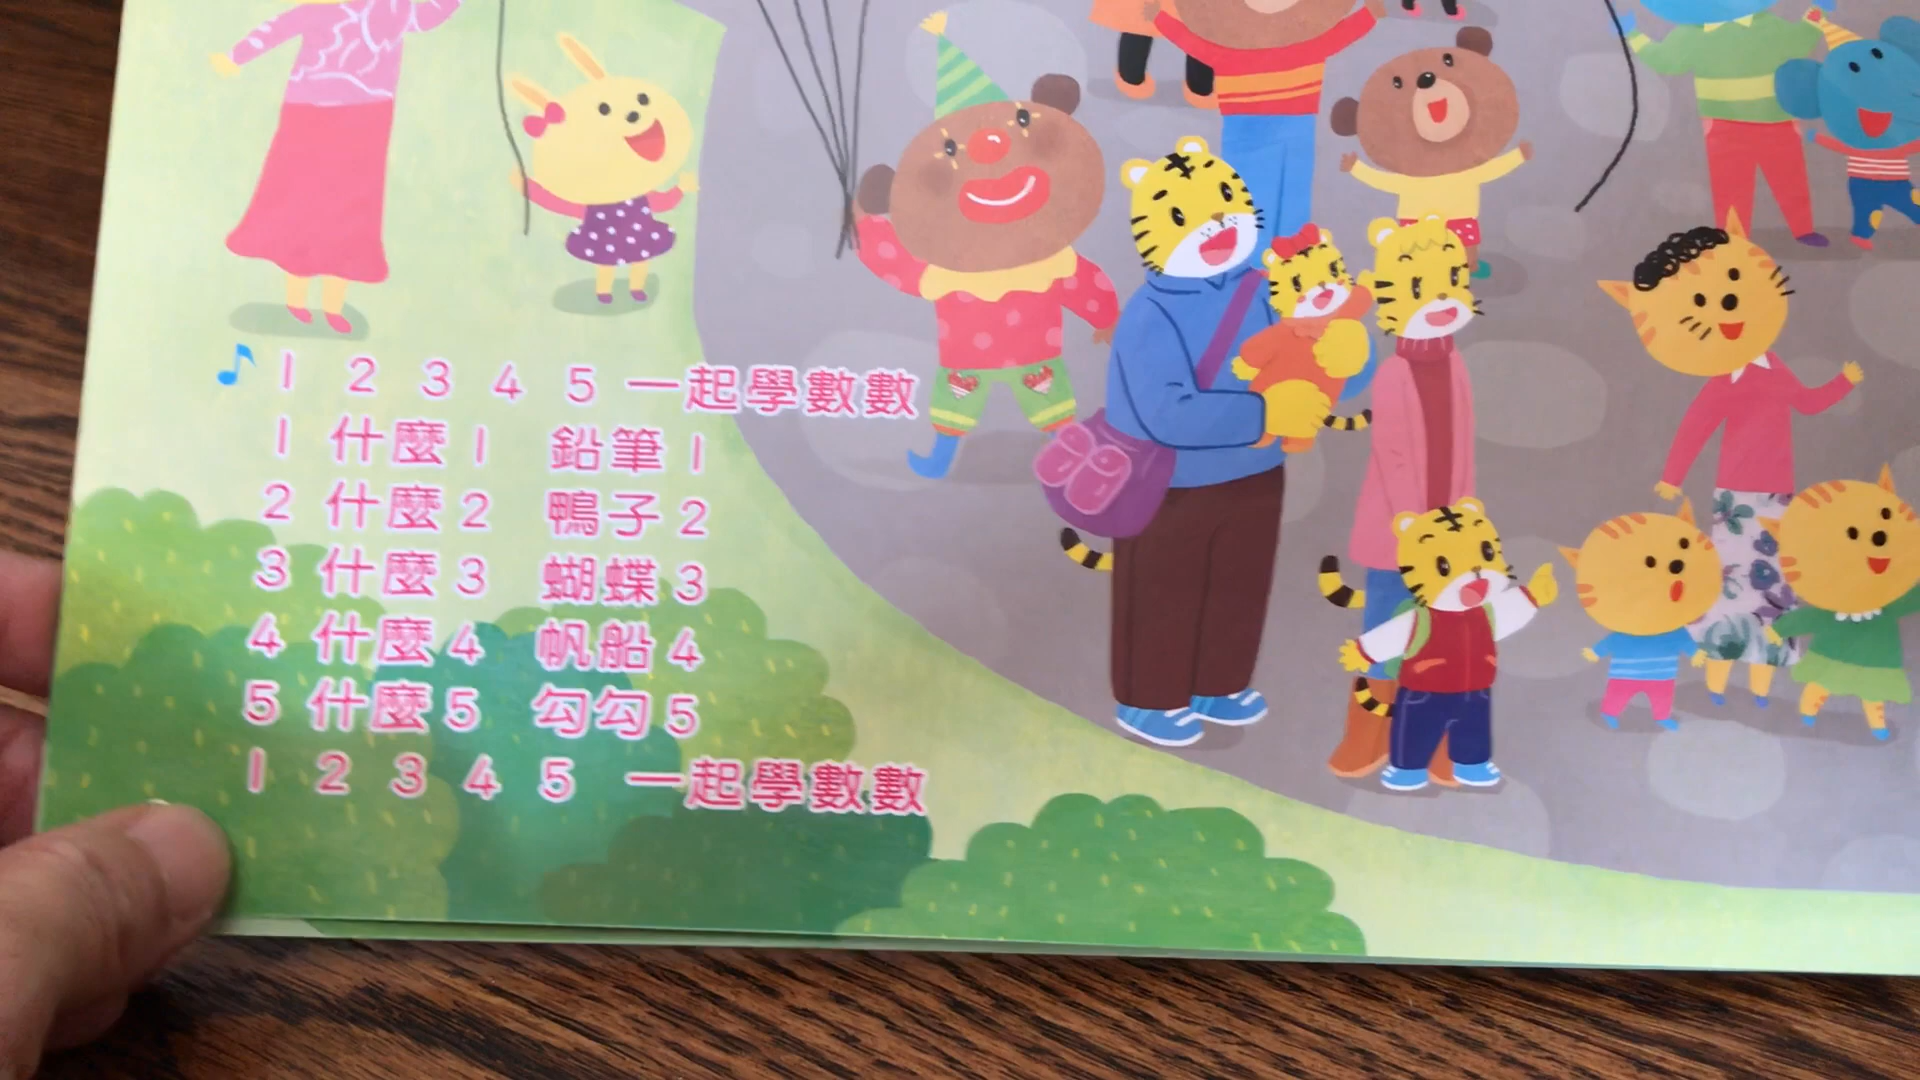 ♪ 1 2 3 4 5 一起學數數
1 什麼 1 鉛筆 1
2 什麼 2 鴨子 2
3 什麼 3 蝴蝶 3
4 什麼 4 帆船 4
5 什麼 5 勾勾 5
1 2 3 4 5 一起學數數